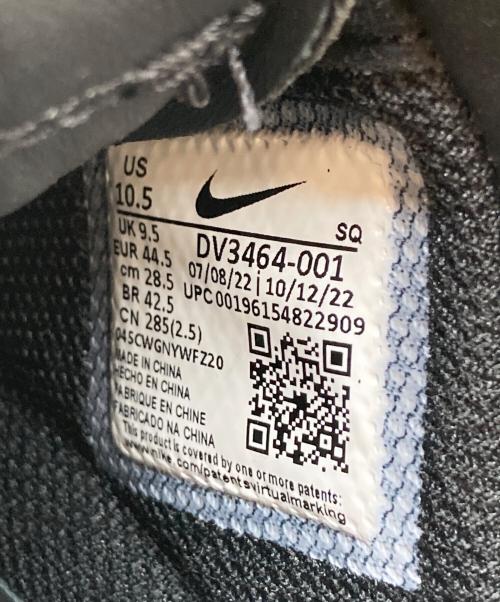 US
10.5
SQ
UK 9.5
EUR 44.5
cm 28.5
BR 42.5
CN 285(2.5)
DV3464-001
07/08/22 | 10/12/22
UPC00196154822909
045CWGNYWFZ20
MADE IN CHINA
HECHO EN CHINA
FABRIQUE EN CHINE
FABRICADO NA CHINA
This product is covered by one or more patents:
www.nike.com/patentsvirtualmarking